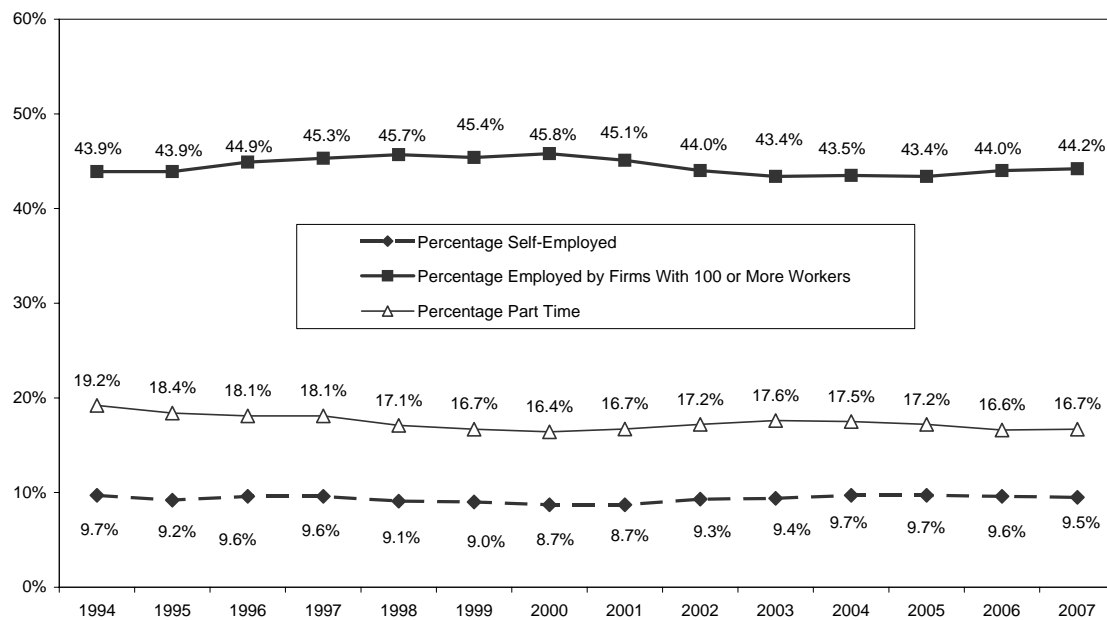 60%
50%
40%
30%
20%
10%
0%
43.9% 43.9% 44.9% 45.3% 45.7% 45.4% 45.8% 45.1% 44.0% 43.4% 43.5% 43.4% 44.0% 44.2%
Percentage Self-Employed
Percentage Employed by Firms With 100 or More Workers
Percentage Part Time
19.2% 18.4% 18.1% 18.1% 17.1% 16.7% 16.4% 16.7% 17.2% 17.6% 17.5% 17.2% 16.6% 16.7%
9.7% 9.2% 9.6% 9.6% 9.1% 9.0% 8.7% 8.7% 9.3% 9.4% 9.7% 9.7% 9.6% 9.5%
1994 1995 1996 1997 1998 1999 2000 2001 2002 2003 2004 2005 2006 2007